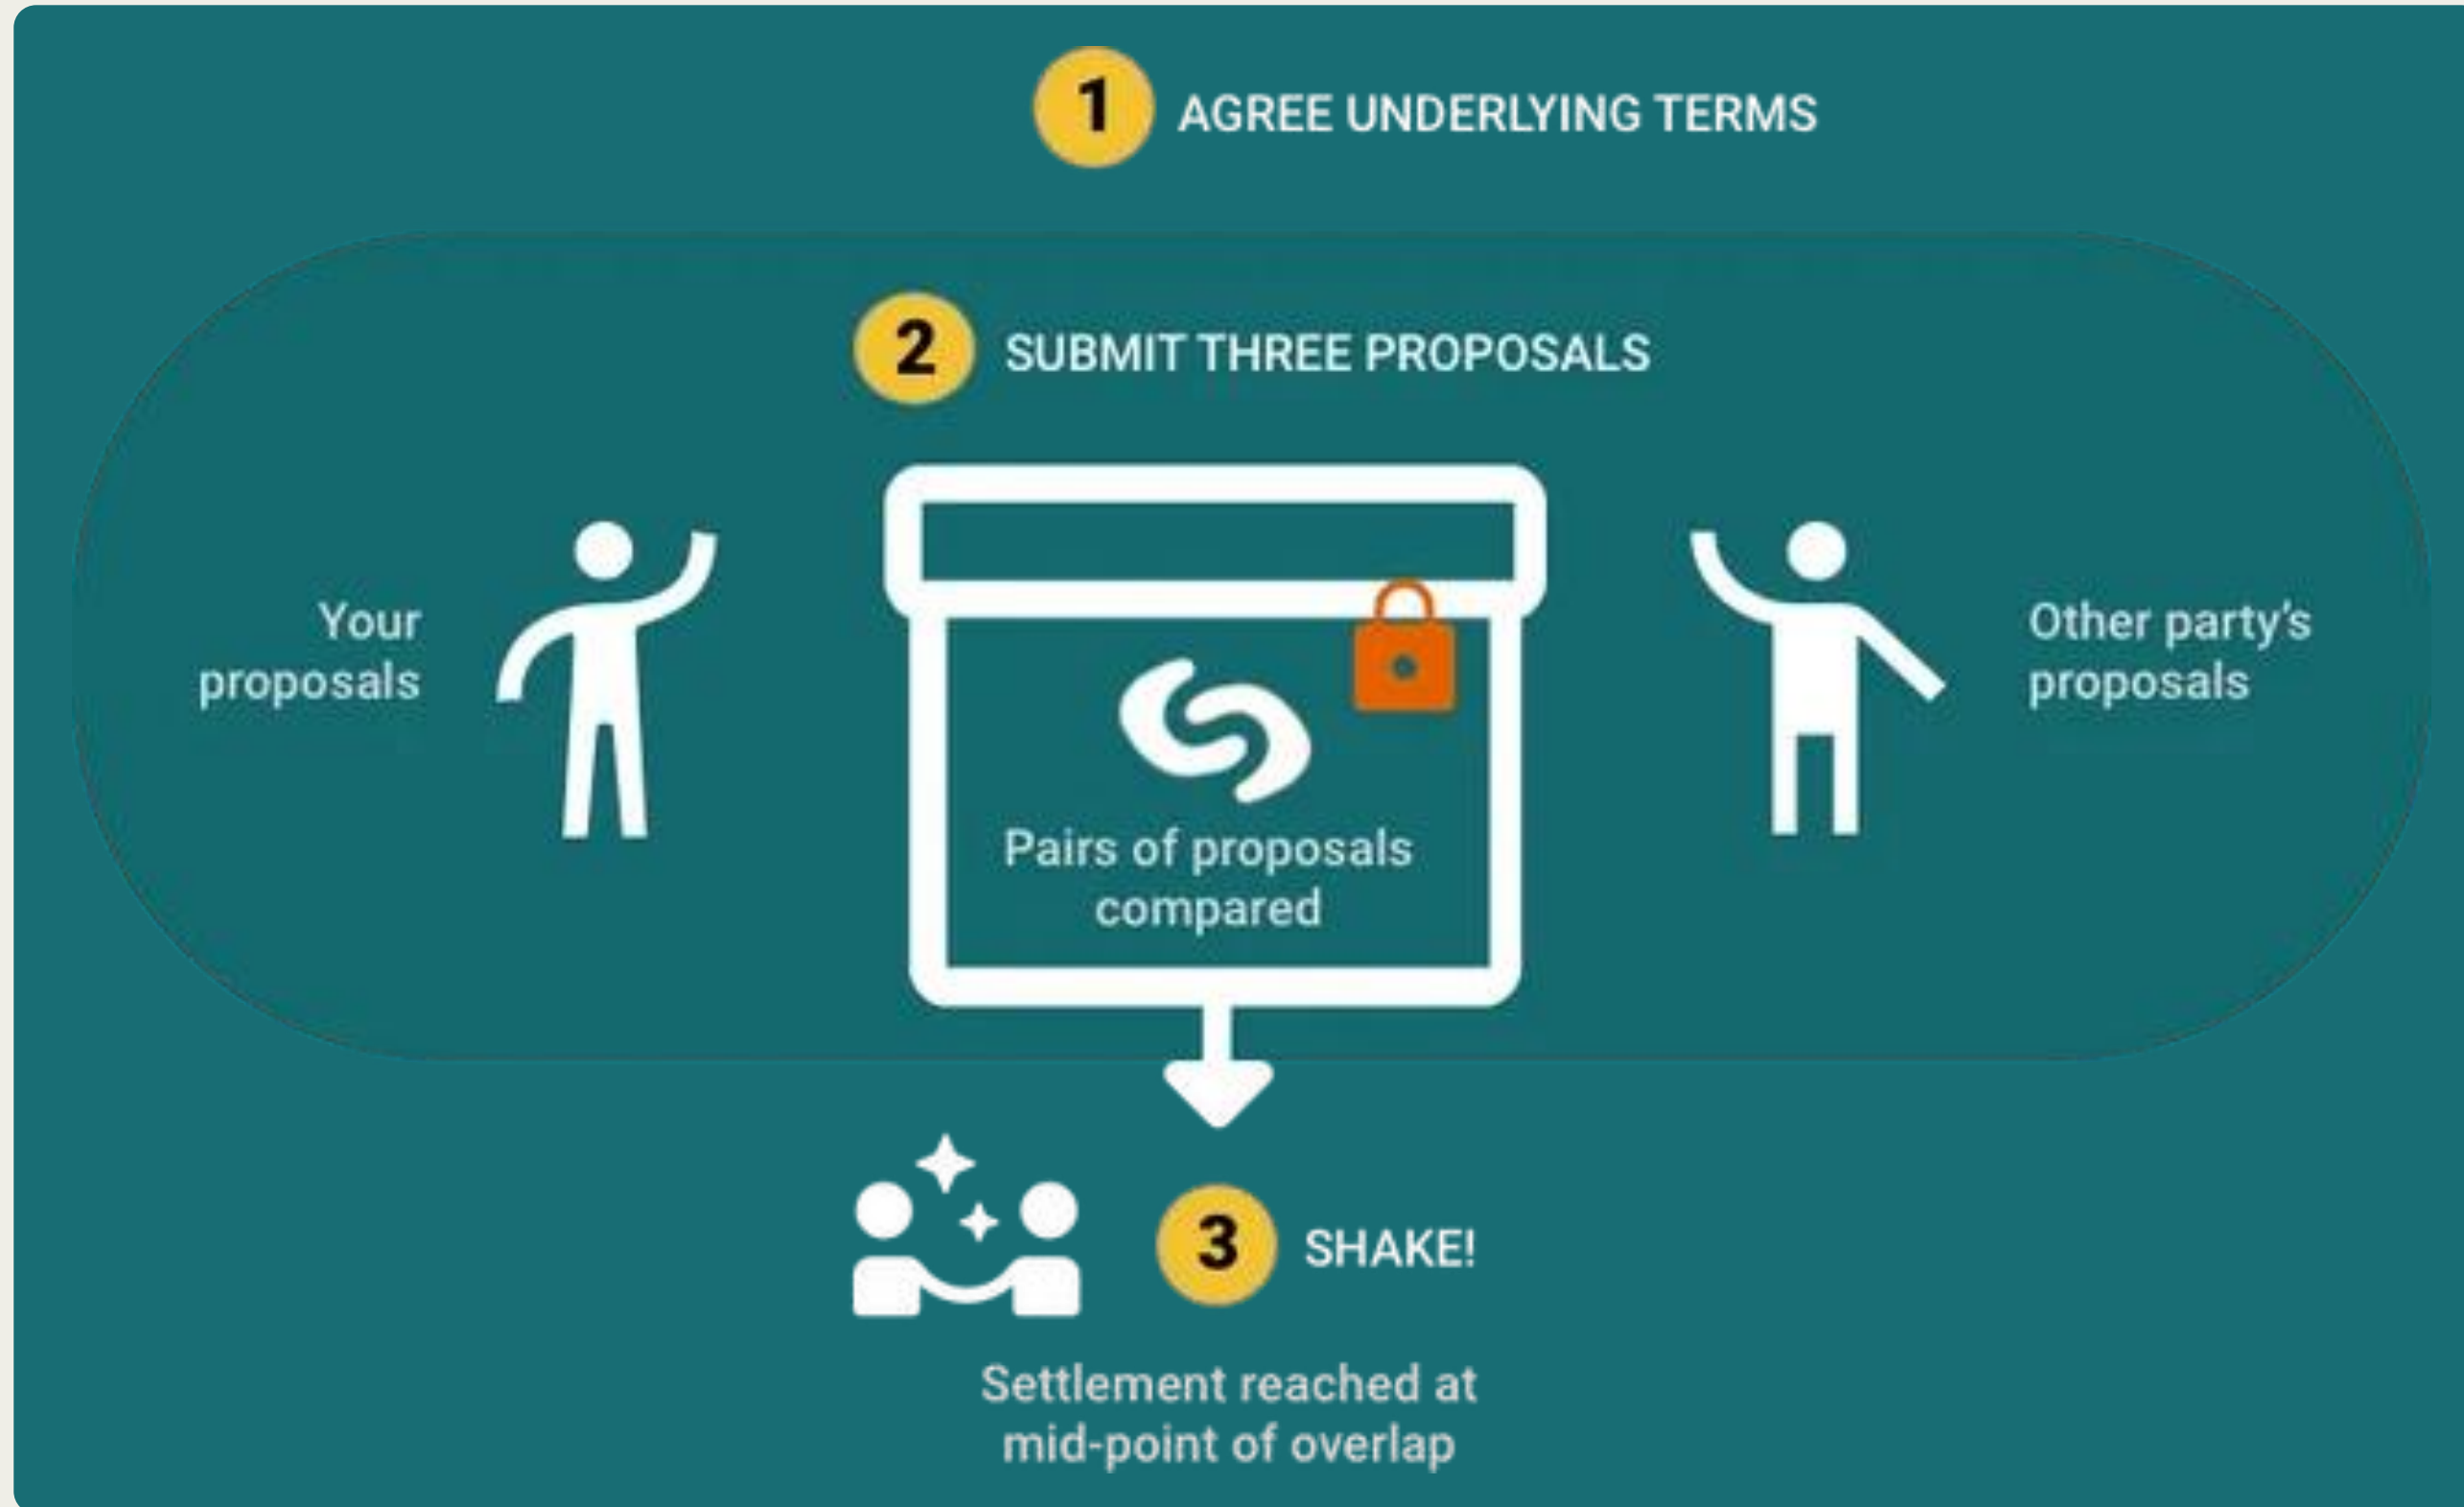 1 AGREE UNDERLYING TERMS
2 SUBMIT THREE PROPOSALS
Your
proposals
Pairs of proposals
compared
Other party's
proposals
3 SHAKE!
Settlement reached at
mid-point of overlap